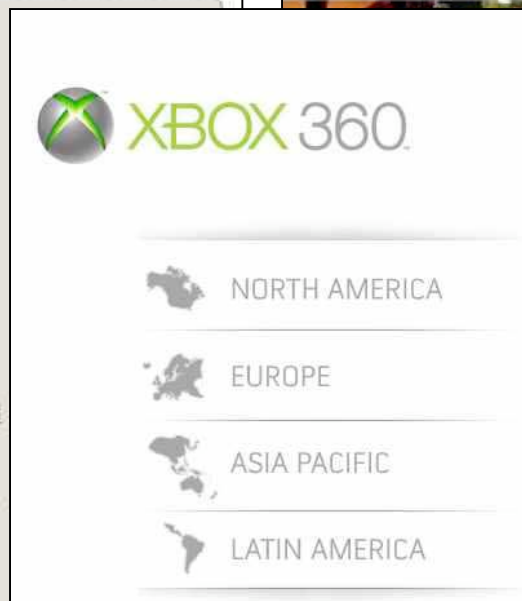 XBOX 360
NORTH AMERICA
EUROPE
ASIA PACIFIC
LATIN AMERICA